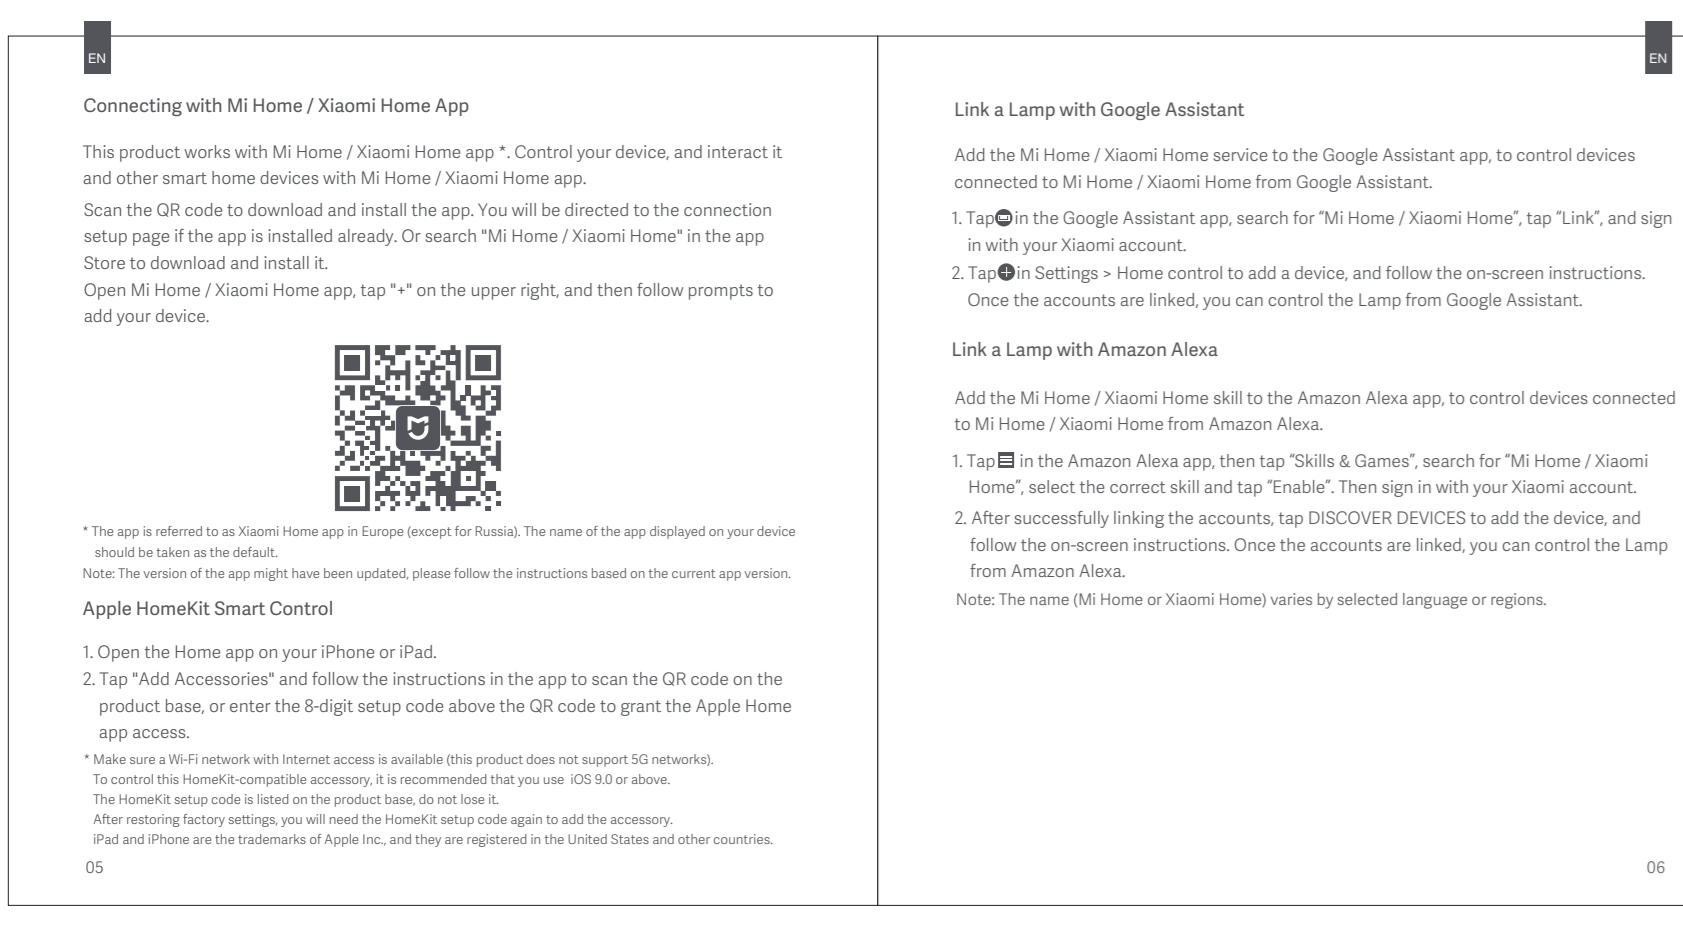 EN
Connecting with Mi Home / Xiaomi Home App
This product works with Mi Home / Xiaomi Home app *. Control your device, and interact it
and other smart home devices with Mi Home / Xiaomi Home app.
Scan the QR code to download and install the app. You will be directed to the connection
setup page if the app is installed already. Or search "Mi Home / Xiaomi Home" in the app
Store to download and install it.
Open Mi Home / Xiaomi Home app, tap "+" on the upper right, and then follow prompts to
add your device.
* The app is referred to as Xiaomi Home app in Europe (except for Russia). The name of the app displayed on your device
should be taken as the default.
Note: The version of the app might have been updated, please follow the instructions based on the current app version.
Apple HomeKit Smart Control
1. Open the Home app on your iPhone or iPad.
2. Tap "Add Accessories" and follow the instructions in the app to scan the QR code on the
product base, or enter the 8-digit setup code above the QR code to grant the Apple Home
app access.
* Make sure a Wi-Fi network with Internet access is available (this product does not support 5G networks).
To control this HomeKit-compatible accessory, it is recommended that you use iOS 9.0 or above.
The HomeKit setup code is listed on the product base, do not lose it.
After restoring factory settings, you will need the HomeKit setup code again to add the accessory.
iPad and iPhone are the trademarks of Apple Inc., and they are registered in the United States and other countries.
05
EN
Link a Lamp with Google Assistant
Add the Mi Home / Xiaomi Home service to the Google Assistant app, to control devices
connected to Mi Home / Xiaomi Home from Google Assistant.
1. Tap in the Google Assistant app, search for “Mi Home / Xiaomi Home”, tap “Link”, and sign
in with your Xiaomi account.
2. Tap in Settings > Home control to add a device, and follow the on-screen instructions.
Once the accounts are linked, you can control the Lamp from Google Assistant.
Link a Lamp with Amazon Alexa
Add the Mi Home / Xiaomi Home skill to the Amazon Alexa app, to control devices connected
to Mi Home / Xiaomi Home from Amazon Alexa.
1. Tap in the Amazon Alexa app, then tap “Skills & Games”, search for “Mi Home / Xiaomi
Home”, select the correct skill and tap “Enable”. Then sign in with your Xiaomi account.
2. After successfully linking the accounts, tap DISCOVER DEVICES to add the device, and
follow the on-screen instructions. Once the accounts are linked, you can control the Lamp
from Amazon Alexa.
Note: The name (Mi Home or Xiaomi Home) varies by selected language or regions.
06